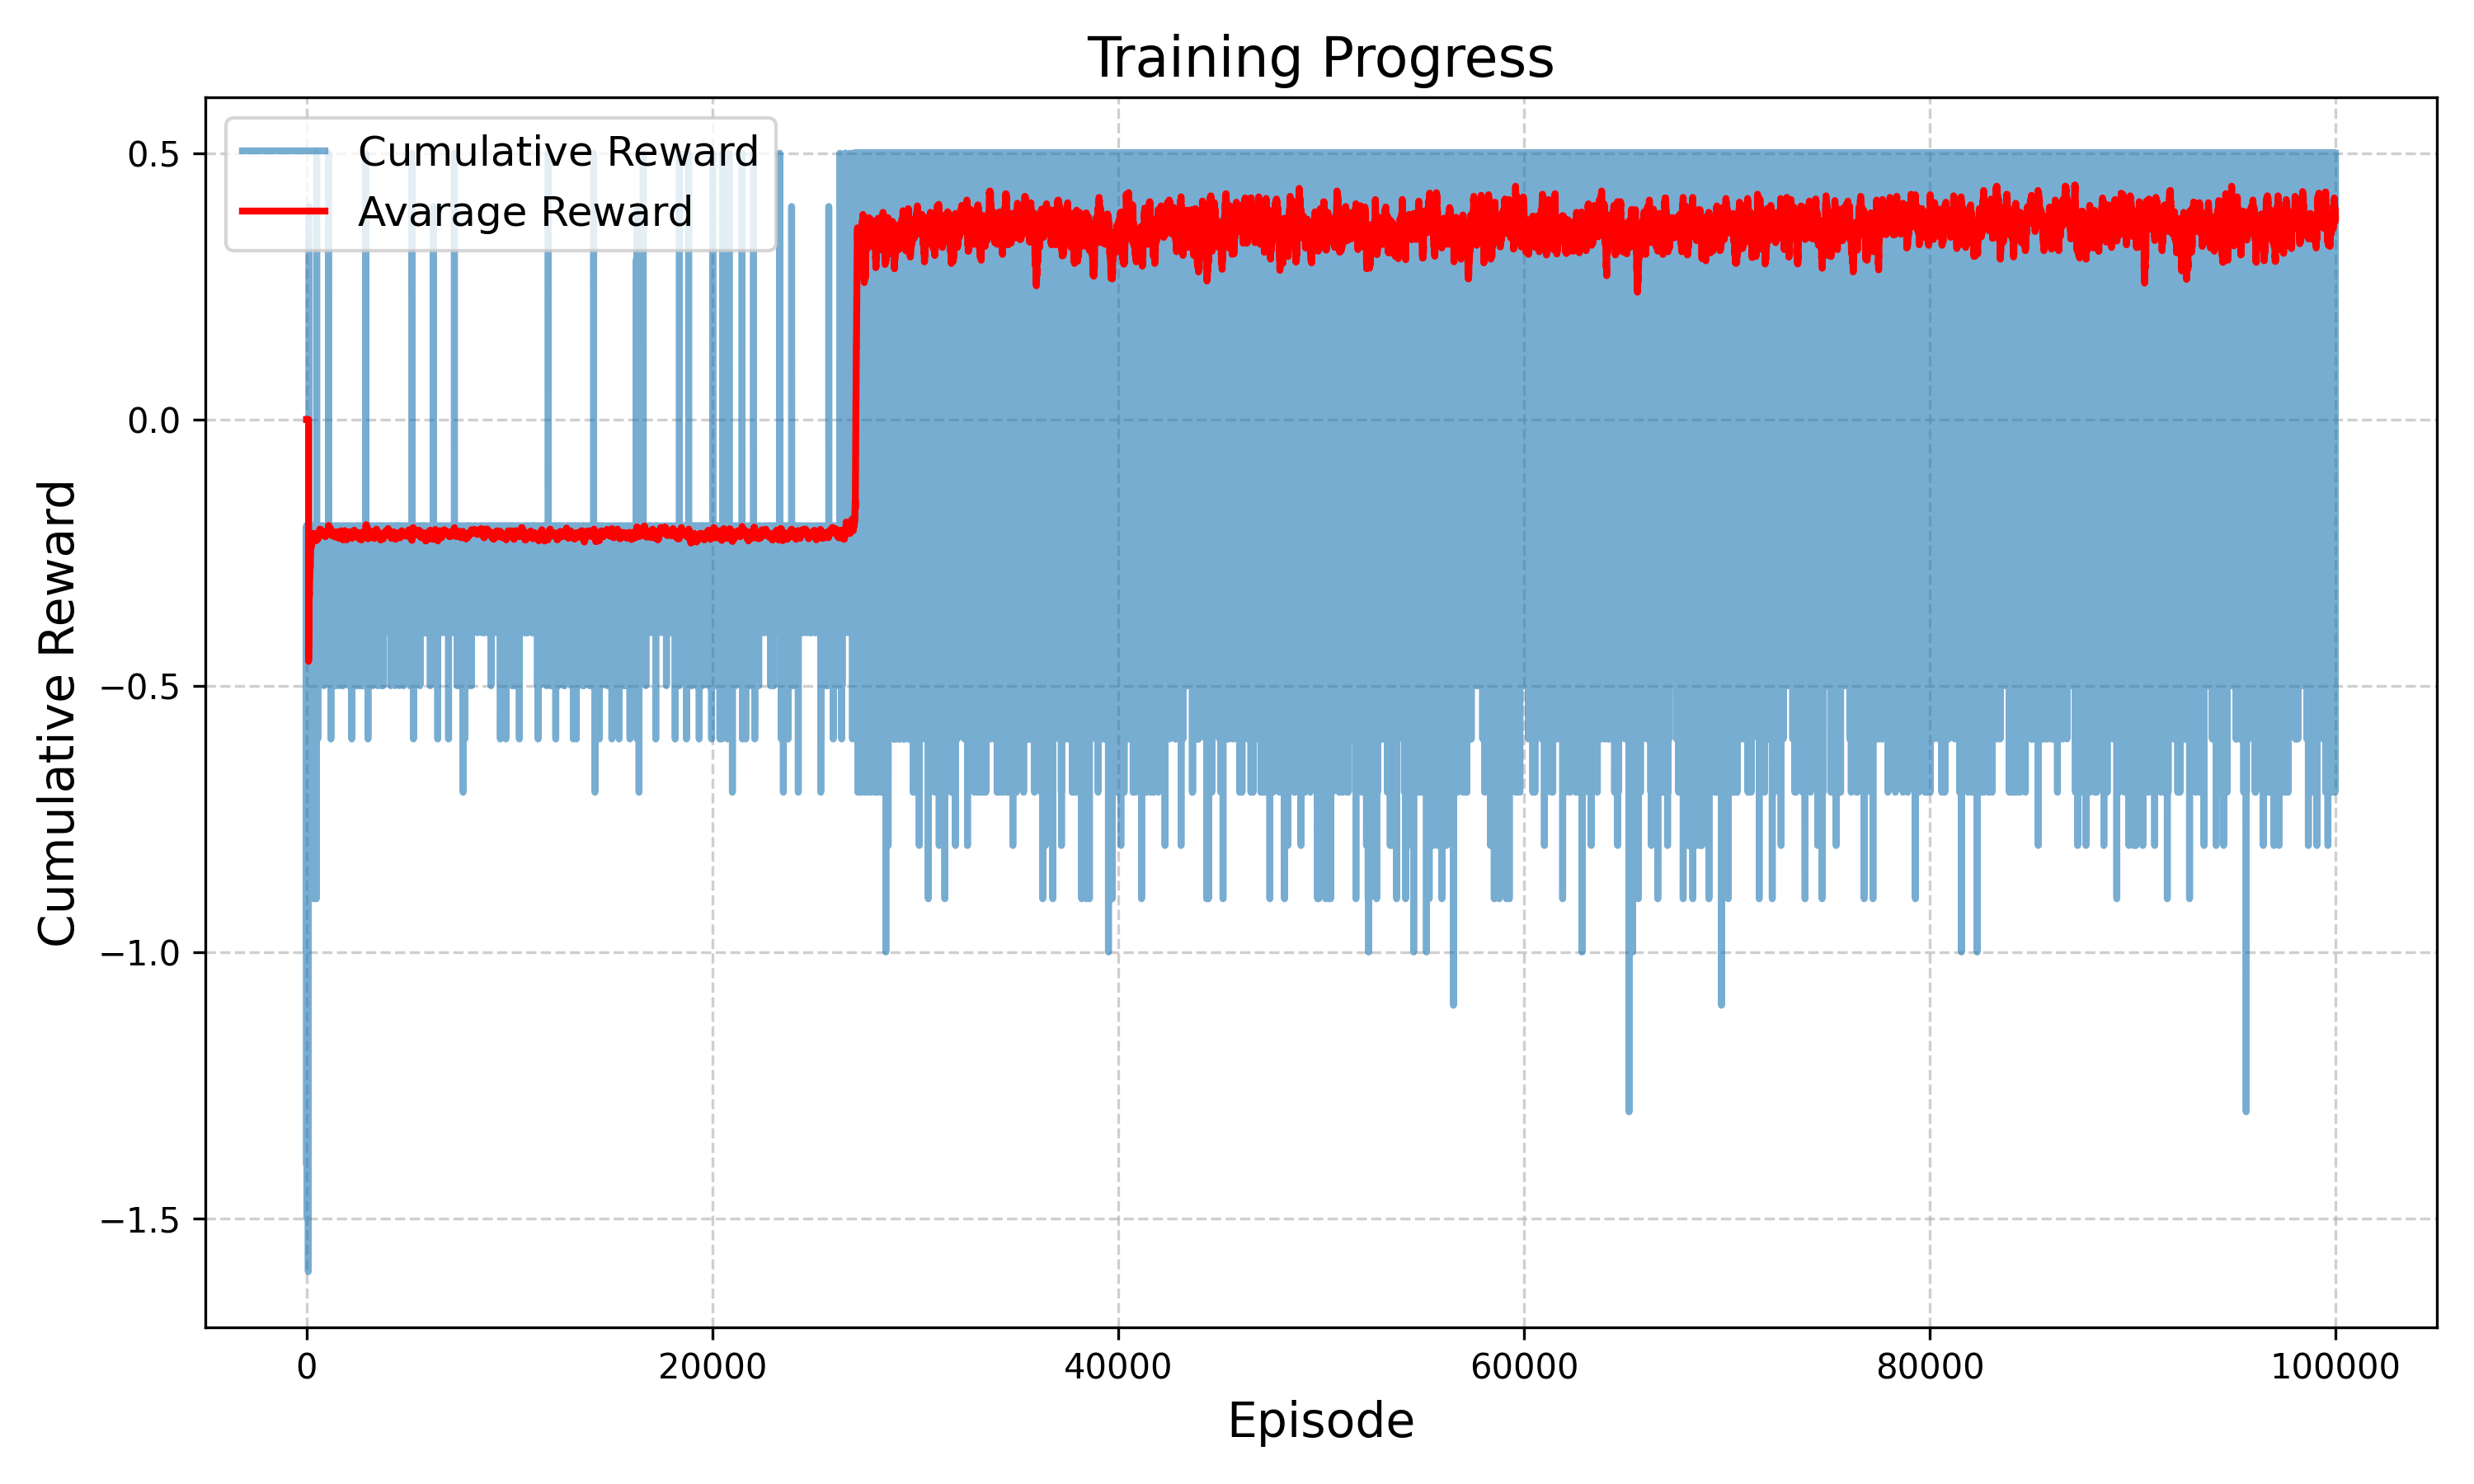 Training Progress
Cumulative Reward
Avarage Reward
0.5
0.0
−0.5
−1.0
−1.5
Cumulative Reward
0 20000 40000 60000 80000 100000
Episode